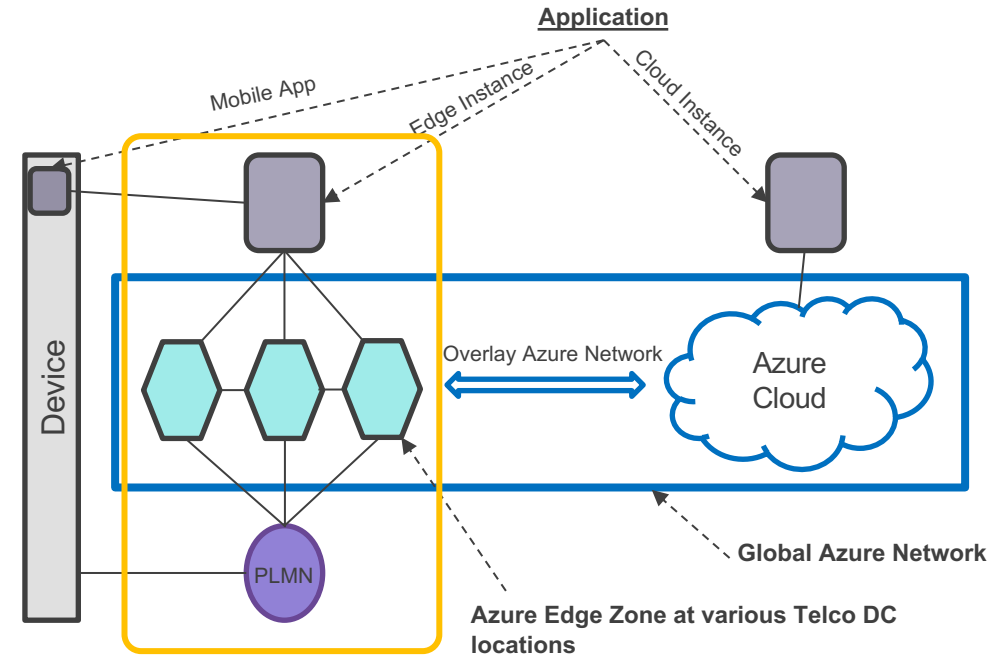 Application
Mobile App
Edge Instance
Cloud Instance
Device
Overlay Azure Network
Azure
Cloud
PLMN
Global Azure Network
Azure Edge Zone at various Telco DC
locations